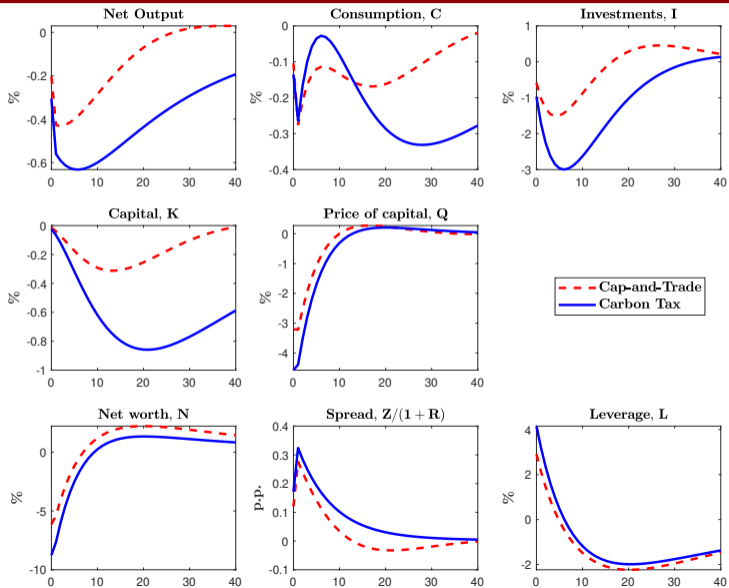 Net Output
Consumption, C
Investments, I
0
-0.2
-0.4
-0.6
%
0 10 20 30 40
0
-0.1
-0.2
-0.3
-0.4
%
0 10 20 30 40
1
0
-1
-2
-3
%
0 10 20 30 40
Capital, K
Price of capital, Q
0
-0.2
-0.4
-0.6
-0.8
-1
%
0 10 20 30 40
0
-1
-2
-3
-4
%
0 10 20 30 40
Cap-and-Trade
Carbon Tax
Net worth, N
Spread, Z/(1 + R)
Leverage, L
0
-5
-10
%
0 10 20 30 40
0.4
0.3
0.2
0.1
0
-0.1
p.p.
0 10 20 30 40
4
2
0
-2
%
0 10 20 30 40